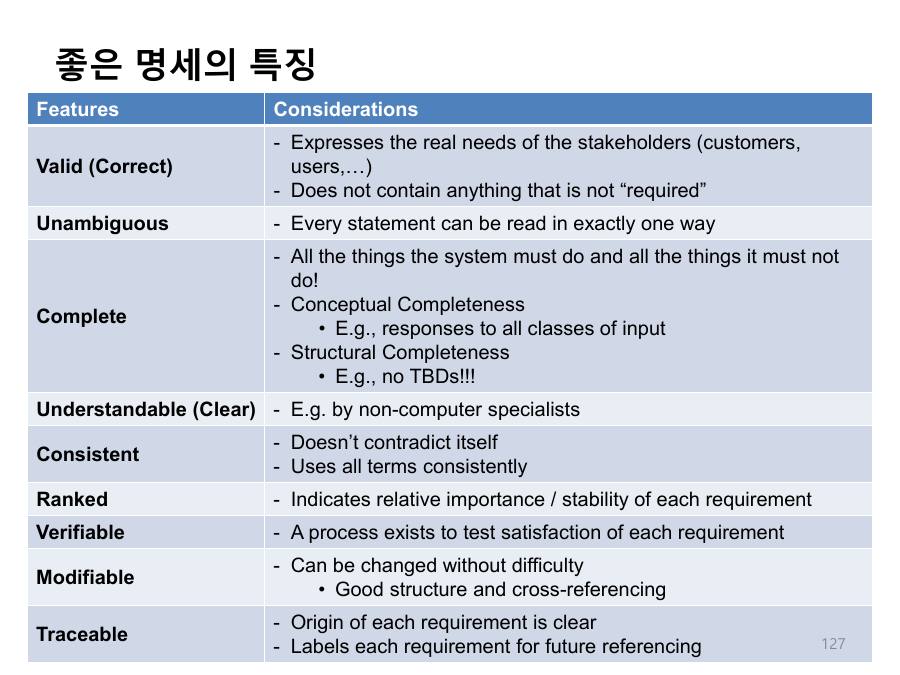 좋은 명세의 특징
Features
Considerations
Valid (Correct)
- Expresses the real needs of the stakeholders (customers,
users,…)
- Does not contain anything that is not “required”
Unambiguous
- Every statement can be read in exactly one way
Complete
- All the things the system must do and all the things it must not
do!
- Conceptual Completeness
• E.g., responses to all classes of input
- Structural Completeness
• E.g., no TBDs!!!
Understandable (Clear)
- E.g. by non-computer specialists
Consistent
- Doesn’t contradict itself
- Uses all terms consistently
Ranked
- Indicates relative importance / stability of each requirement
Verifiable
- A process exists to test satisfaction of each requirement
Modifiable
- Can be changed without difficulty
• Good structure and cross-referencing
Traceable
- Origin of each requirement is clear
- Labels each requirement for future referencing
127